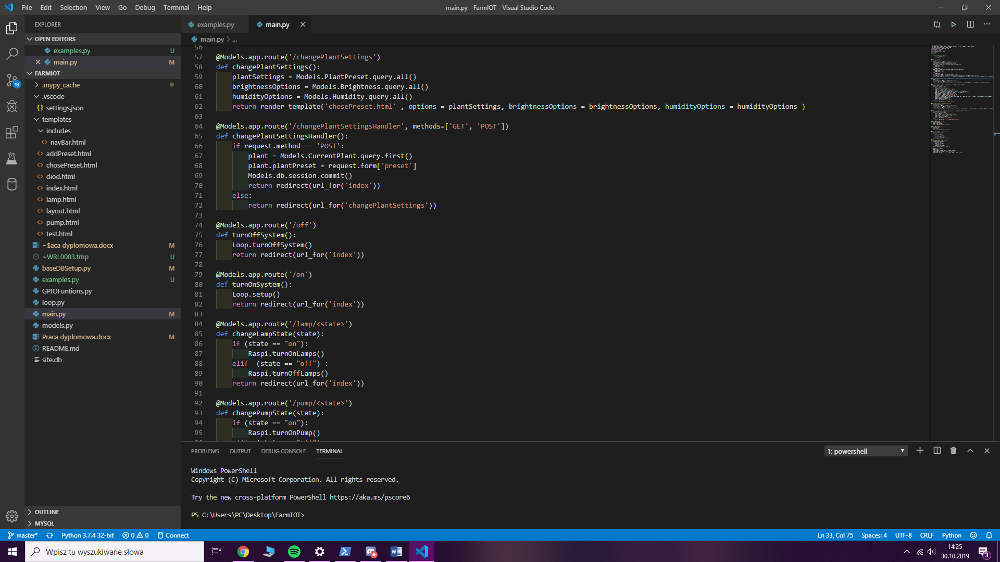 File Edit Selection View Go Debug Terminal Help
main.py - FarmIOT - Visual Studio Code
EXPLORER
OPEN EDITORS
examples.py U
main.py M
FARMIOT
.mypy_cache
.vscode
{} settings.json
templates
includes
<> navBar.html
<> addPreset.html
<> chosePreset.html
<> diod.html
<> index.html
<> lamp.html
<> layout.html
<> pump.html
<> test.html
~$aca dyplomowa.docx M
~WRL0003.tmp U
baseDBSetup.py M
examples.py U
GPIOFuntions.py
loop.py
main.py M
models.py
Praca dyplomowa.docx M
README.md
site.db
OUTLINE
MYSQL
13
examples.py main.py
main.py > ...
56
57 @Models.app.route('/changePlantSettings')
58 def changePlantSettings():
59 plantSettings = Models.PlantPreset.query.all()
60 brightnessOptions = Models.Brightness.query.all()
61 humidityOptions = Models.Humidity.query.all()
62 return render_template('chosePreset.html' , options = plantSettings, brightnessOptions = brightnessOptions, humidityOptions = humidityOptions )
63
64 @Models.app.route('/changePlantSettingsHandler', methods=['GET', 'POST'])
65 def changePlantSettingsHandler():
66 if request.method == 'POST':
67 plant = Models.CurrentPlant.query.first()
68 plant.plantPreset = request.form['preset']
69 Models.db.session.commit()
70 return redirect(url_for('index'))
71 else:
72 return redirect(url_for('changePlantSettings'))
73
74 @Models.app.route('/off')
75 def turnOffSystem():
76 Loop.turnOffSystem()
77 return redirect(url_for('index'))
78
79 @Models.app.route('/on')
80 def turnOnSystem():
81 Loop.setup()
82 return redirect(url_for('index'))
83
84 @Models.app.route('/lamp/<state>')
85 def changeLampState(state):
86 if (state == "on"):
87 Raspi.turnOnLamps()
88 elif (state == "off") :
89 Raspi.turnOffLamps()
90 return redirect(url_for('index'))
91
92 @Models.app.route('/pump/<state>')
93 def changePumpState(state):
94 if (state == "on"):
95 Raspi.turnOnPump()
PROBLEMS OUTPUT DEBUG CONSOLE TERMINAL
1: powershell
Windows PowerShell
Copyright (C) Microsoft Corporation. All rights reserved.
Try the new cross-platform PowerShell https://aka.ms/pscore6
PS C:\Users\PC\Desktop\FarmIOT>
master* Python 3.7.4 32-bit 0 0 Connect
Ln 33, Col 75 Spaces: 4 UTF-8 CRLF Python
Wpisz tu wyszukiwane słowa
14:25
30.10.2019
3